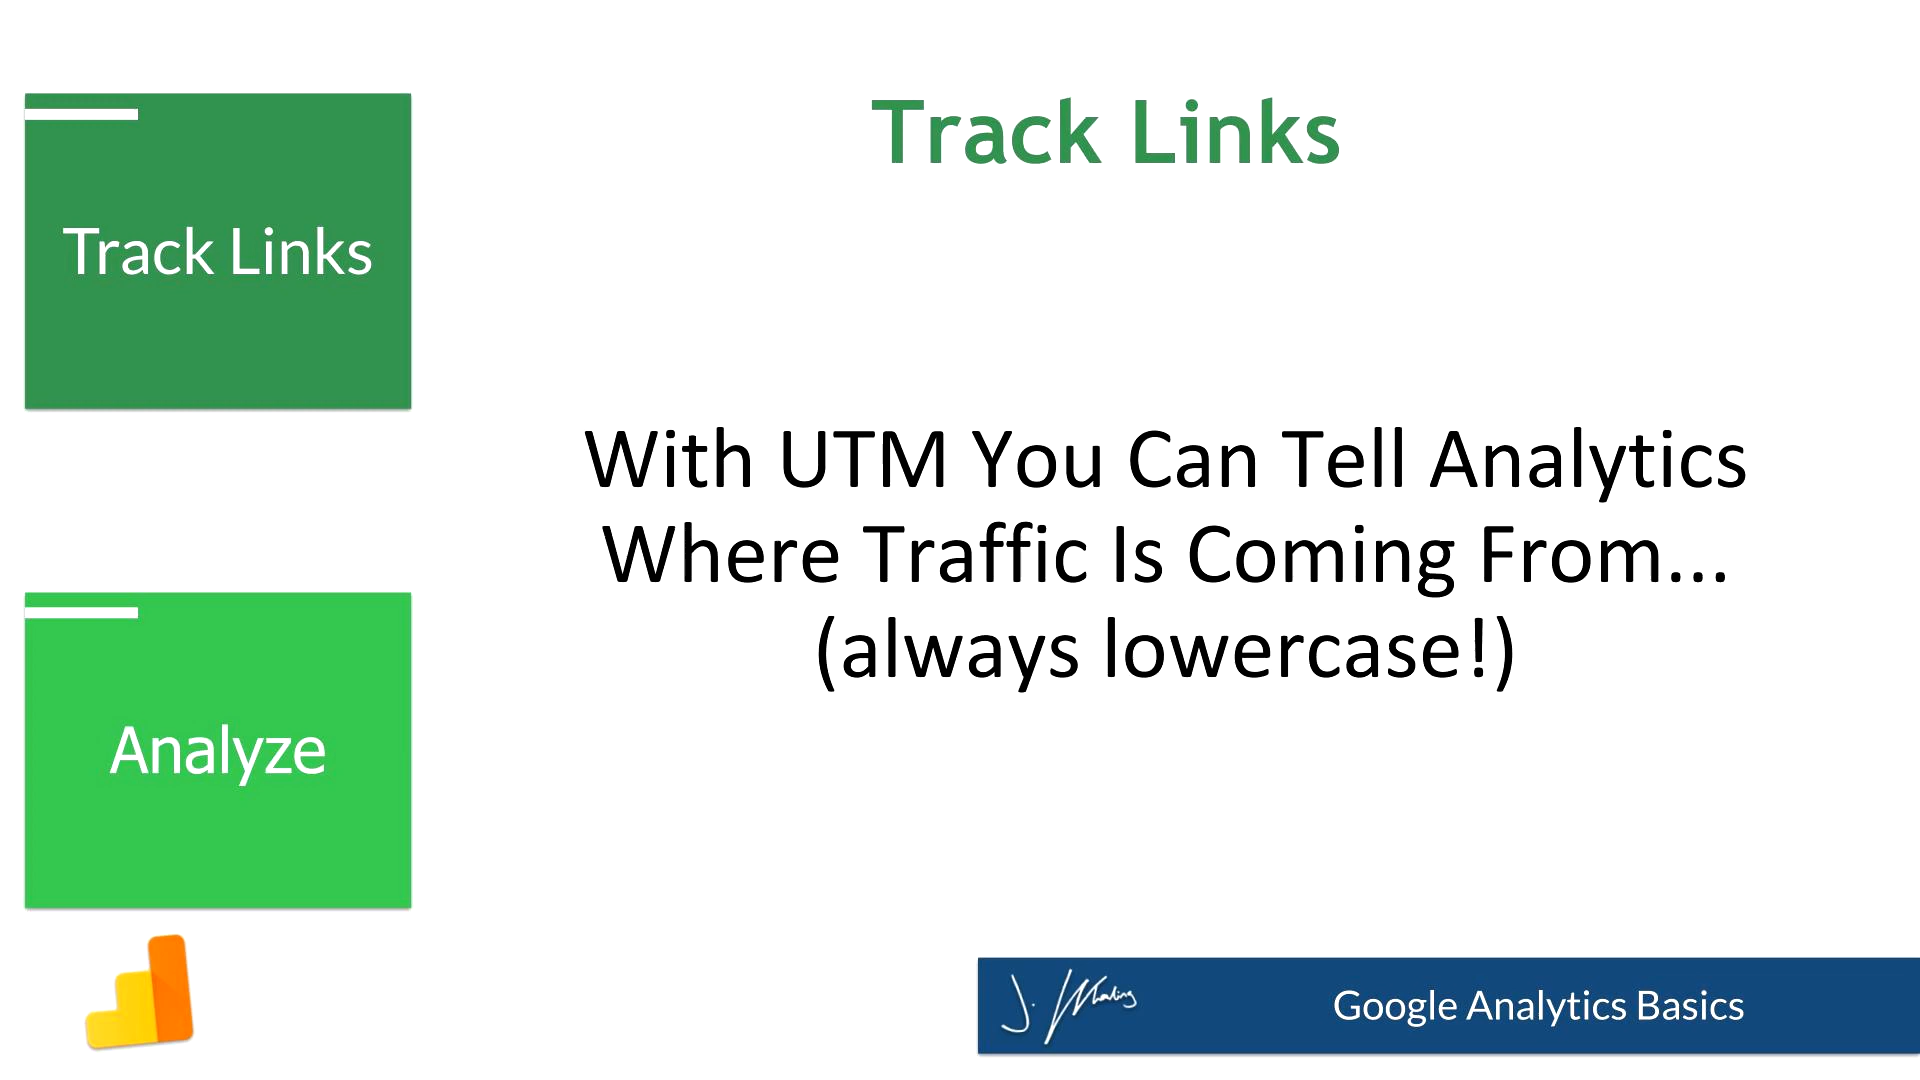 Track Links
Track Links
With UTM You Can Tell Analytics
Where Traffic Is Coming From...
(always lowercase!)
Analyze
Google Analytics Basics